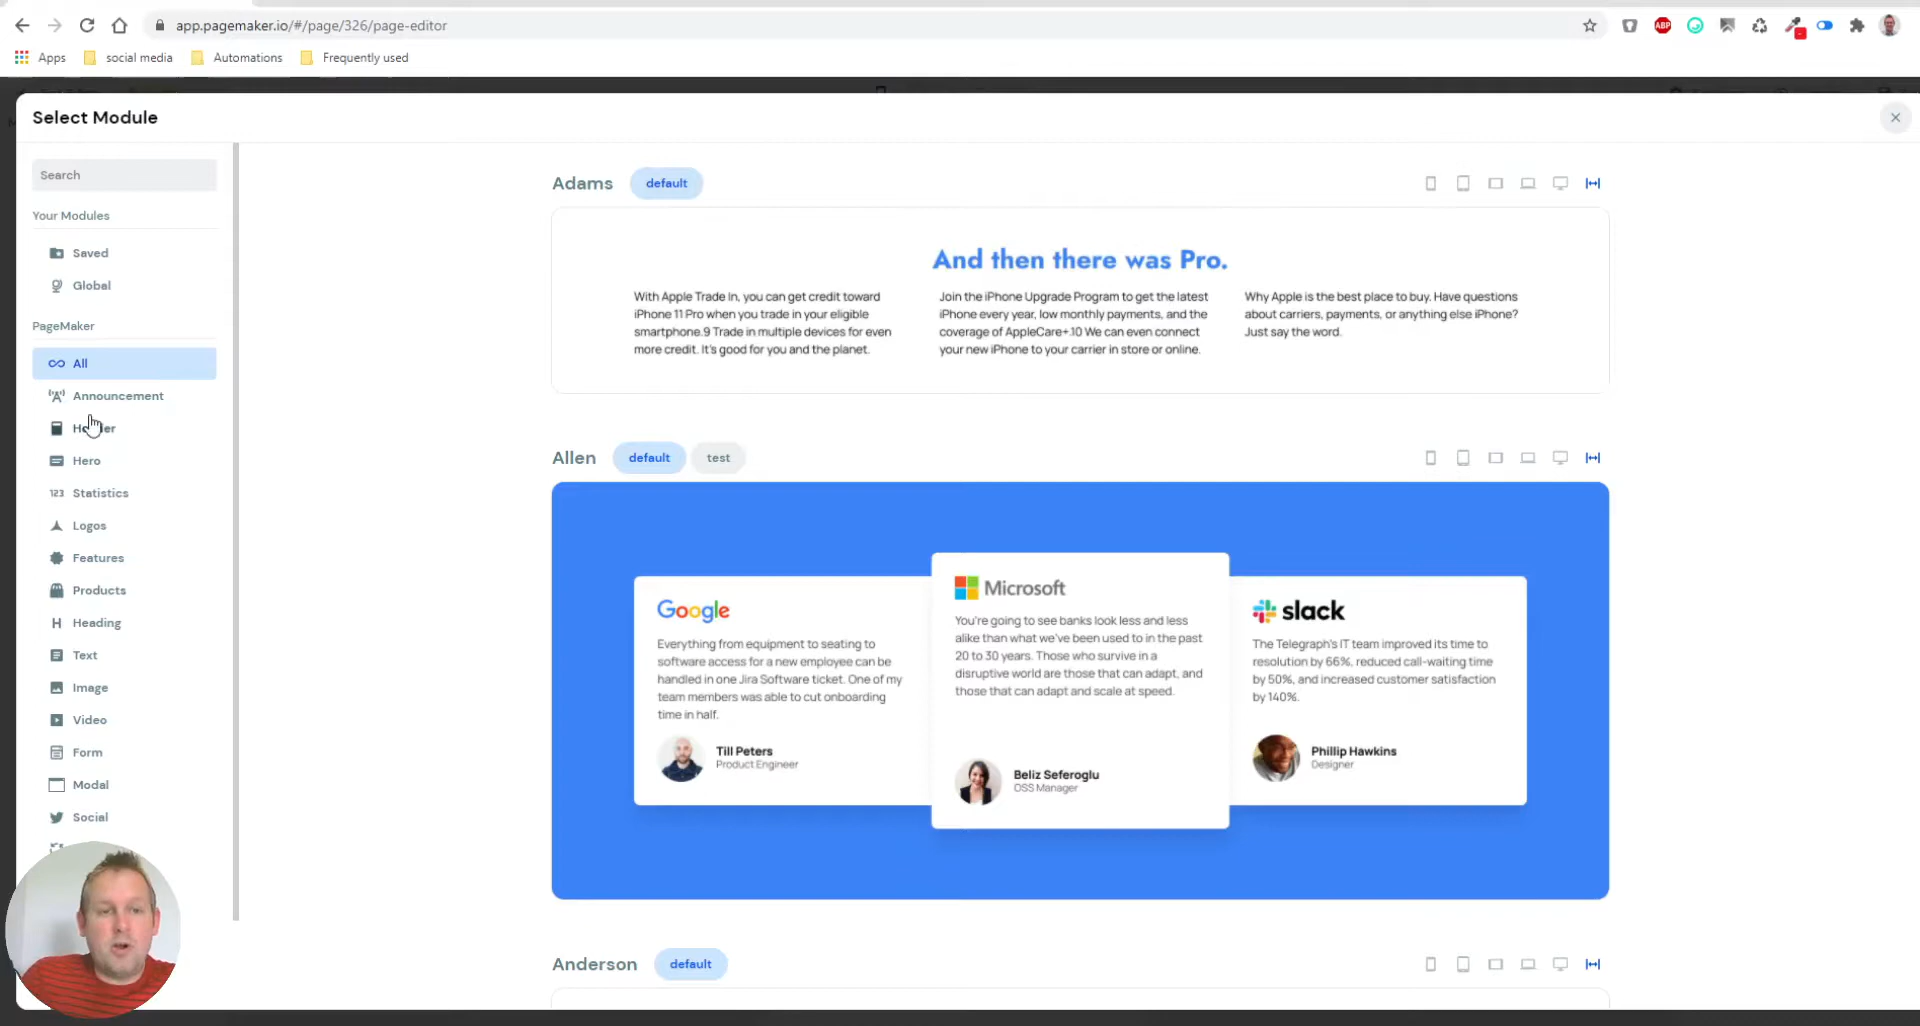 app.pagemaker.io/#/page/326/page-editor
Apps
social media
Automations
Frequently used
ABP
Select Module
Search
Your Modules
Saved
Global
PageMaker
All
Announcement
Header
Hero
123 Statistics
Logos
Features
Products
H Heading
Text
Image
Video
Form
Modal
Social
Adams
default
And then there was Pro.
With Apple Trade In, you can get credit toward
iPhone 11 Pro when you trade in your eligible
smartphone.9 Trade in multiple devices for even
more credit. It's good for you and the planet.
Join the iPhone Upgrade Program to get the latest
iPhone every year, low monthly payments, and the
coverage of AppleCare+.10 We can even connect
your new iPhone to your carrier in store or online.
Why Apple is the best place to buy. Have questions
about carriers, payments, or anything else iPhone?
Just say the word.
Allen
default
test
Google
Everything from equipment to seating to
software access for a new employee can be
handled in one Jira Software ticket. One of my
team members was able to cut onboarding
time in half.
Till Peters
Product Engineer
Microsoft
You're going to see banks look less and less
alike than what we've been used to in the past
20 to 30 years. Those who survive in a
disruptive world are those that can adapt, and
those that can adapt and scale at speed.
Beliz Seferoglu
OSS Manager
slack
The Telegraph's IT team improved its time to
resolution by 66%, reduced call-waiting time
by 50%, and increased customer satisfaction
by 140%.
Phillip Hawkins
Designer
Anderson
default